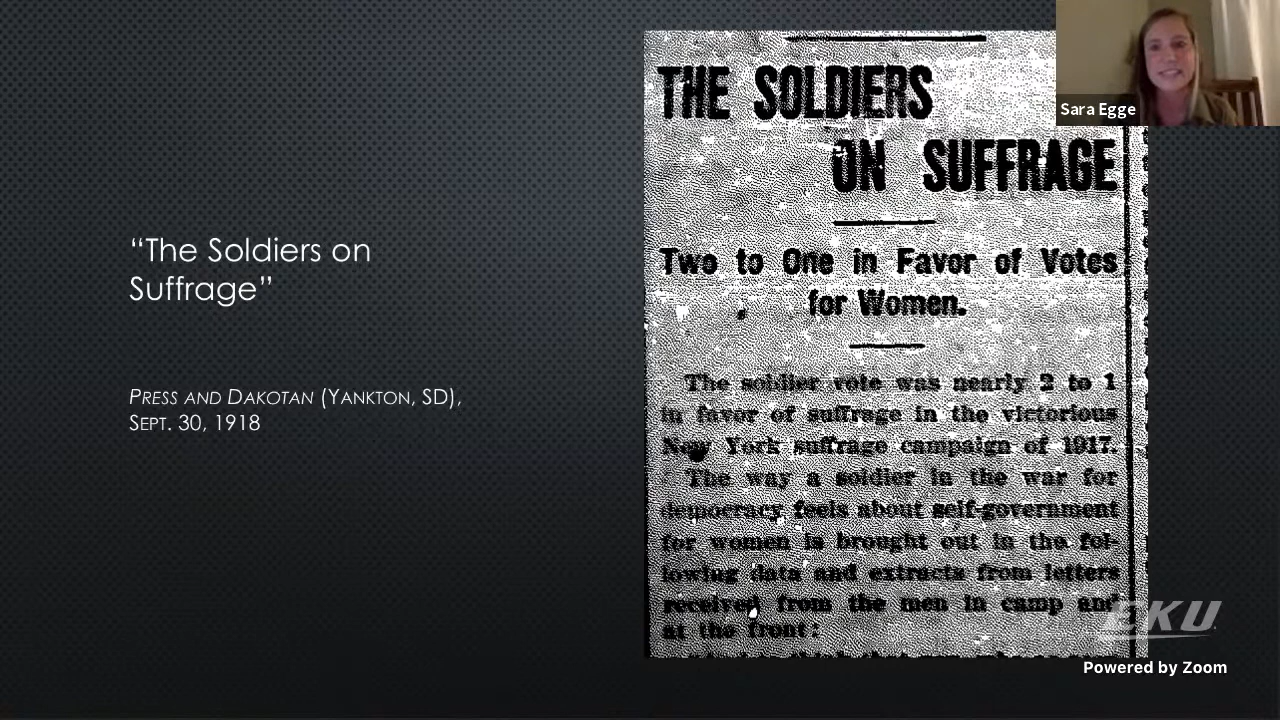 “The Soldiers on
Suffrage”
Press and Dakotan (Yankton, SD),
Sept. 30, 1918
THE SOLDIERS
ON SUFFRAGE
Two to One in Favor of Votes
for Women.
The soldier vote was nearly 2 to 1
in favor of suffrage in the victorious
New York suffrage campaign of 1917.
The way a soldier in the war for
democracy feels about self-government
for women is brought out in the fol-
lowing data and extracts from letters
received from the men in camp and
at the front:
Sara Egge
EKU
Powered by Zoom